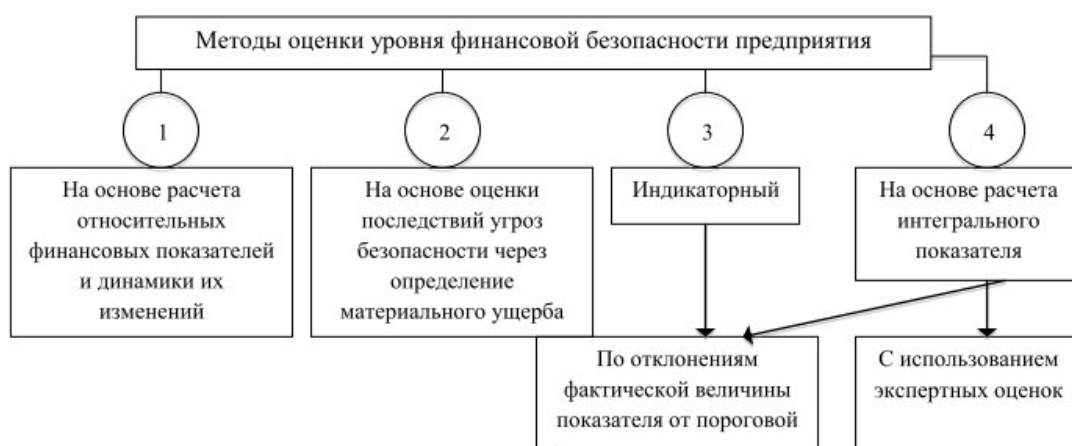 Методы оценки уровня финансовой безопасности предприятия
1
2
3
4
На основе расчета
относительных
финансовых показателей
и динамики их
изменений
На основе оценки
последствий угроз
безопасности через
определение
материального ущерба
Индикаторный
На основе расчета
интегрального
показателя
По отклонениям
фактической величины
показателя от пороговой
С использованием
экспертных оценок